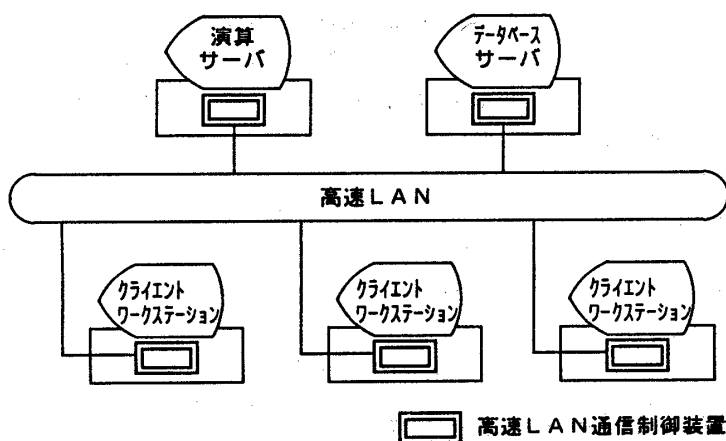 演算
サーバ
データベース
サーバ
高速LAN
クライエント
ワークステーション
クライエント
ワークステーション
クライエント
ワークステーション
高速LAN通信制御装置